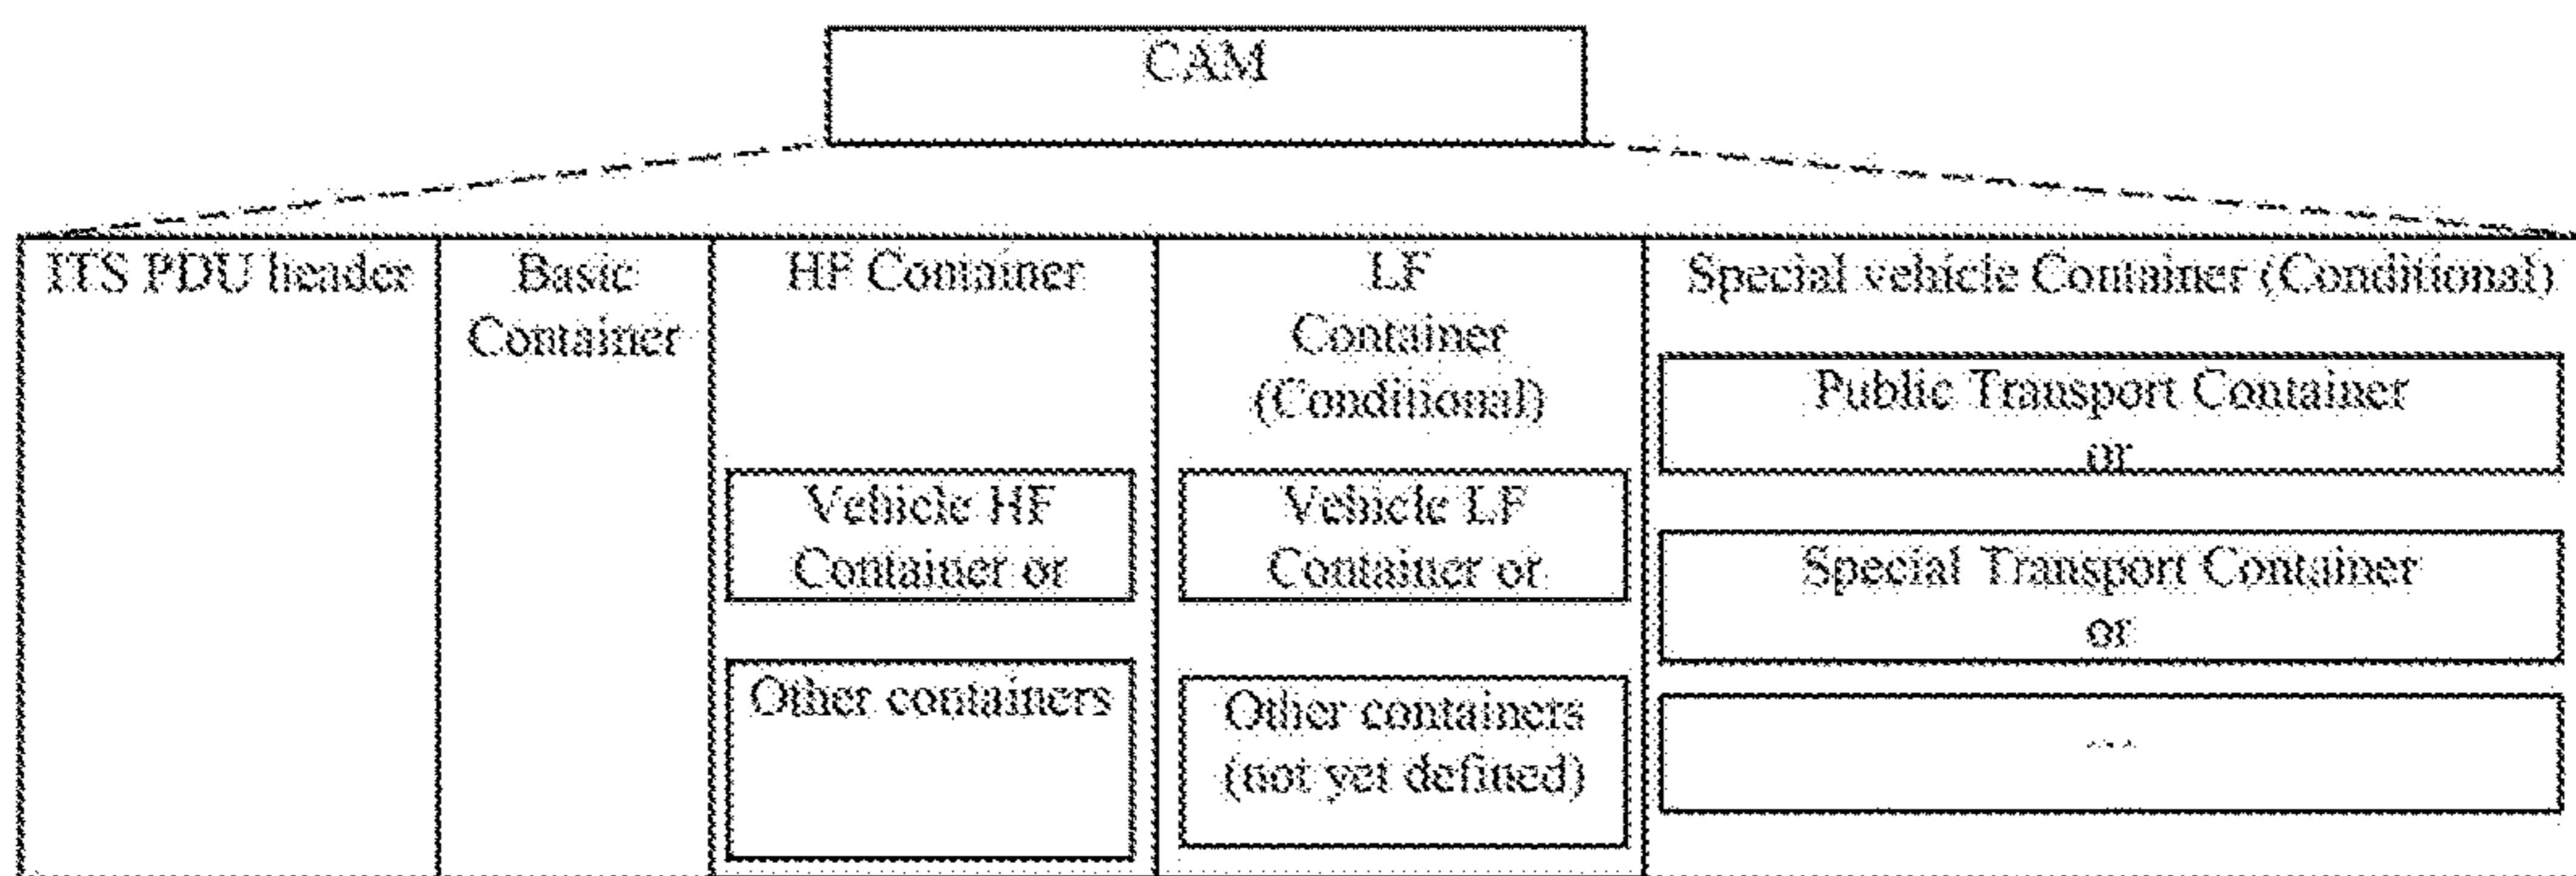 CAM
ITS PDU header
Basic
Container
HF Container
Vehicle HF
Container or
Other containers
LF
Container
(Conditional)
Vehicle LF
Container or
Other containers
(not yet defined)
Special vehicle Container (Conditional)
Public Transport Container
or
Special Transport Container
or
...